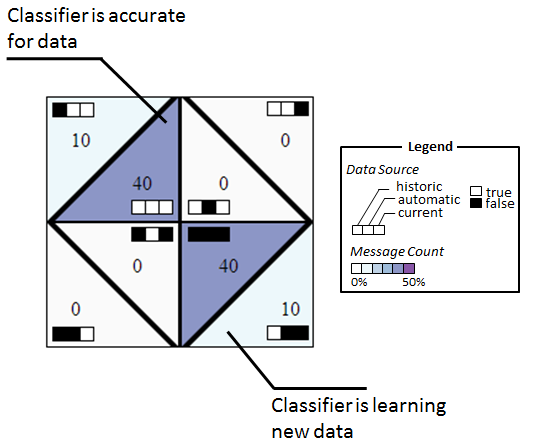 Classifier is accurate
for data
10
0
40
0
0
40
0
10
Legend
Data Source
historic
automatic
current
true
false
Message Count
0%
50%
Classifier is learning
new data